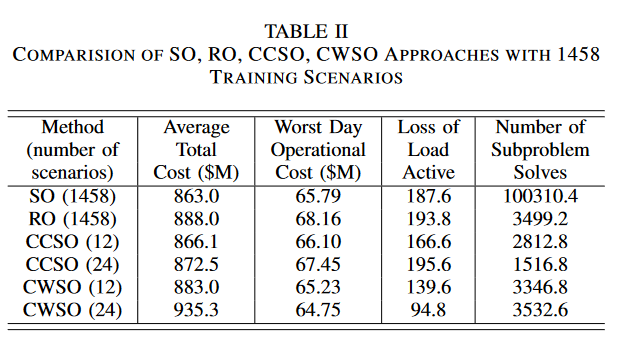 TABLE II
COMPARISION OF SO, RO, CCSO, CWSO APPROACHES WITH 1458
TRAINING SCENARIOS
Method Average Worst Day Loss of Number of
(number of Total Operational Load Subproblem
scenarios) Cost ($M) Cost ($M) Active Solves
SO (1458) 863.0 65.79 187.6 100310.4
RO (1458) 888.0 68.16 193.8 3499.2
CCSO (12) 866.1 66.10 166.6 2812.8
CCSO (24) 872.5 67.45 195.6 1516.8
CWSO (12) 883.0 65.23 139.6 3346.8
CWSO (24) 935.3 64.75 94.8 3532.6